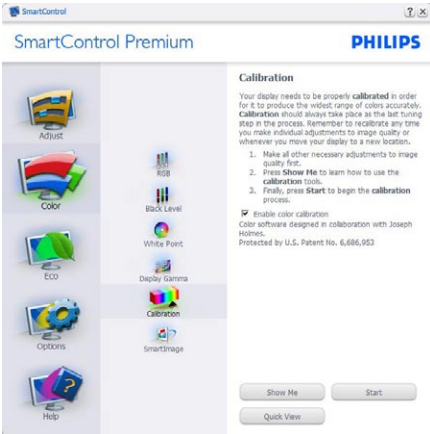 SmartControl
SmartControl Premium
PHILIPS
Adjust
Color
Eco
Options
Help
RGB
Black Level
White Point
Display Gamma
Calibration
SmartImage
Calibration
Your display needs to be properly calibrated in order
for it to produce the widest range of colors accurately.
Calibration should always take place as the last tuning
step in the process. Remember to recalibrate any time
you make individual adjustments to image quality or
whenever you move your display to a new location.
1. Make all other necessary adjustments to image
quality first.
2. Press Show Me to learn how to use the
calibration tools.
3. Finally, press Start to begin the calibration
process.
Enable color calibration
Color software designed in collaboration with Joseph
Holmes.
Protected by U.S. Patent No. 6,686,953
Show Me
Start
Quick View